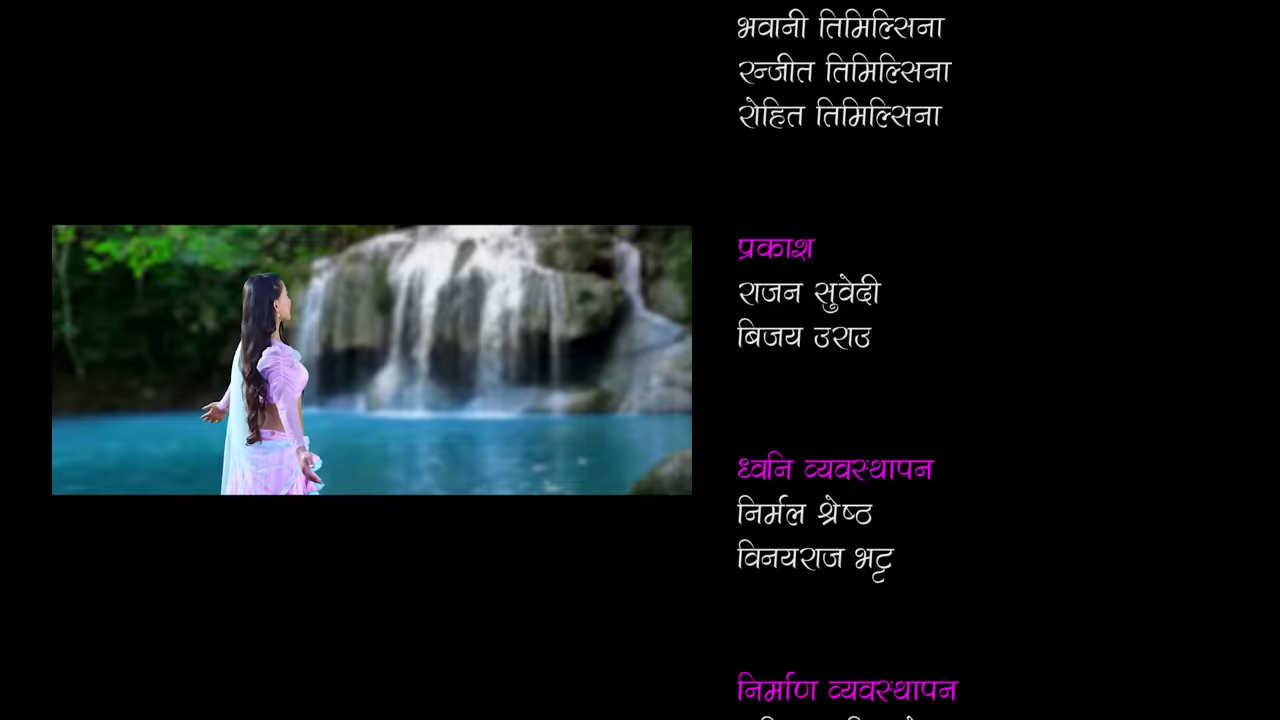 भवानी तिमिल्सिना
रन्जीत तिमिल्सिना
रोहित तिमिल्सिना
प्रकाश
राजन सुवेदी
बिजय उराउ
ध्वनि व्यवस्थापन
निर्मल श्रेष्ठ
विनयराज भट्ट
निर्माण व्यवस्थापन